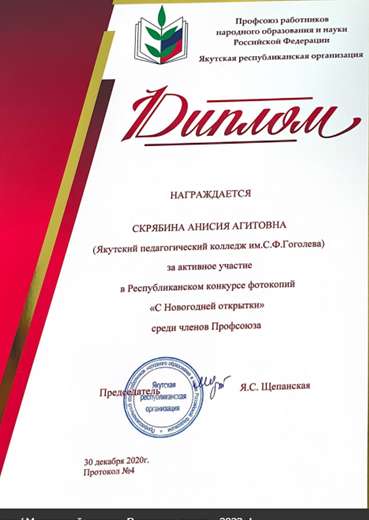 Профсоюз работников
народного образования и науки
Российской Федерации
Якутская республиканская организация
Диплом
НАГРАЖДАЕТСЯ
СКРЯБИНА АНИСИЯ АГИТОВНА
(Якутский педагогический колледж им.С.Ф.Гоголева)
за активное участие
в Республиканском конкурсе фотокопий
«С Новогодней открытки»
среди членов Профсоюза
Председатель
Я.С. Щепанская
Якутская
республиканская
организация
30 декабря 2020г.
Протокол №4